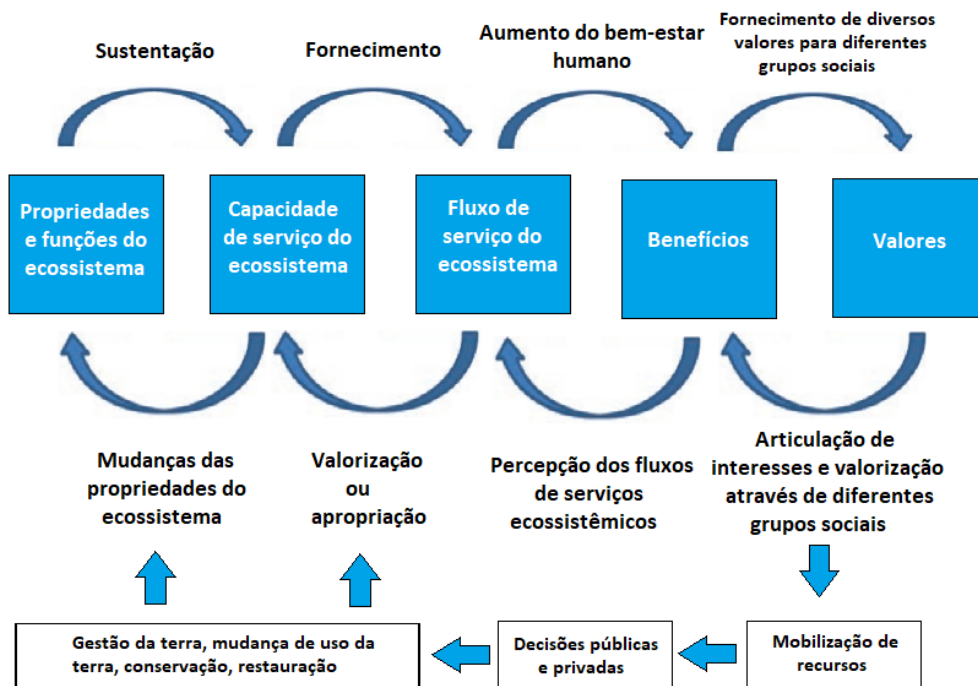 Sustentação
Fornecimento
Aumento do bem-estar
humano
Fornecimento de diversos
valores para diferentes
grupos sociais
Propriedades
e funções do
ecossistema
Capacidade
de serviço do
ecossistema
Fluxo de
serviço do
ecossistema
Benefícios
Valores
Mudanças das
propriedades do
ecossistema
Valorização
ou
apropriação
Percepção dos fluxos
de serviços
ecossistêmicos
Articulação de
interesses e valorização
através de diferentes
grupos sociais
Gestão da terra, mudança de uso da
terra, conservação, restauração
Decisões públicas
e privadas
Mobilização de
recursos